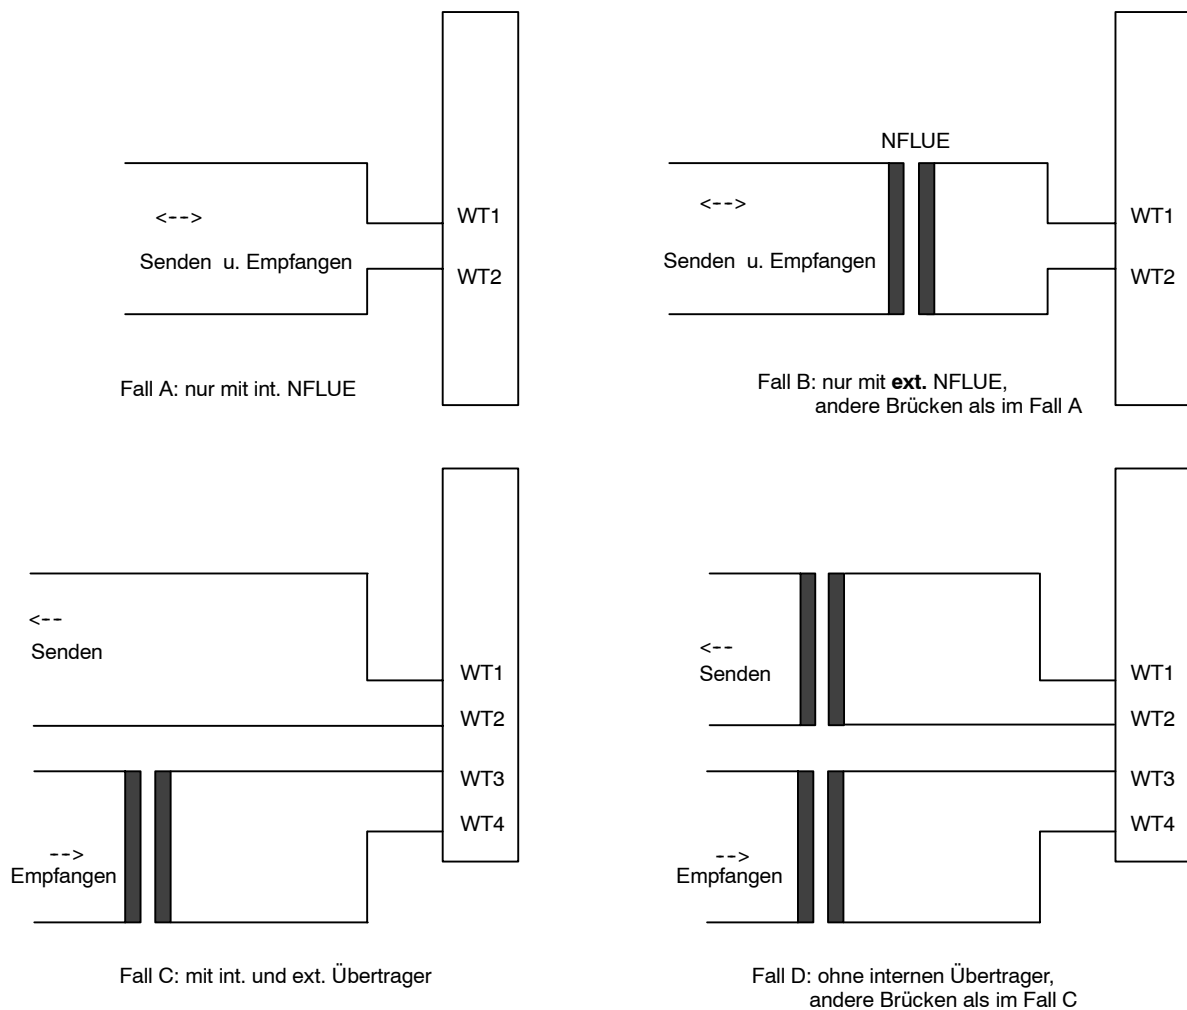 <-->
Senden u. Empfangen
WT1
WT2
Fall A: nur mit int. NFLUE
NFLUE
<-->
Senden u. Empfangen
WT1
WT2
Fall B: nur mit ext. NFLUE,
andere Brücken als im Fall A
<--
Senden
WT1
WT2
WT3
WT4
-->
Empfangen
Fall C: mit int. und ext. Übertrager
<--
Senden
WT1
WT2
WT3
WT4
-->
Empfangen
Fall D: ohne internen Übertrager,
andere Brücken als im Fall C